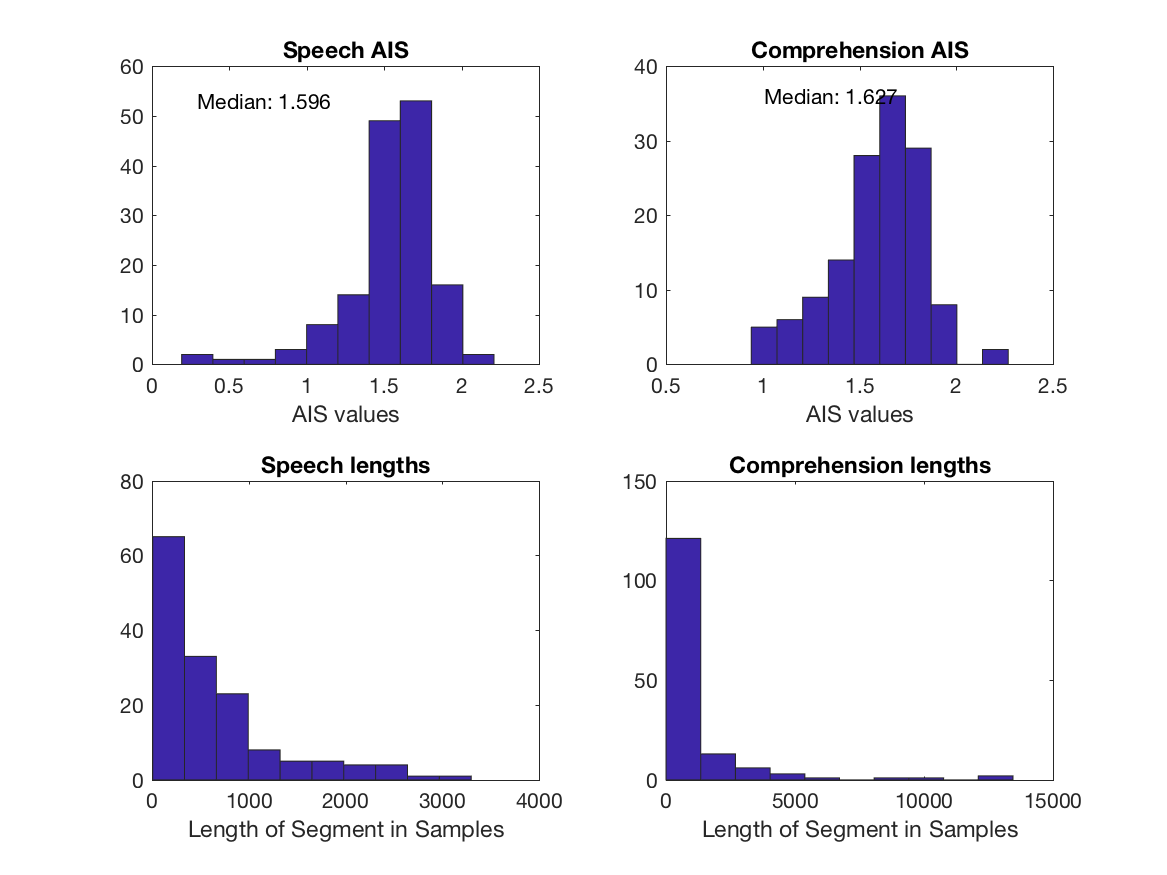 Speech AIS
60
50
40
30
20
10
0
Median: 1.596
0 0.5 1 1.5 2 2.5
AIS values
Comprehension AIS
40
30
20
10
0
Median: 1.627
0.5 1 1.5 2 2.5
AIS values
Speech lengths
80
60
40
20
0
0 1000 2000 3000 4000
Length of Segment in Samples
Comprehension lengths
150
100
50
0
0 5000 10000 15000
Length of Segment in Samples